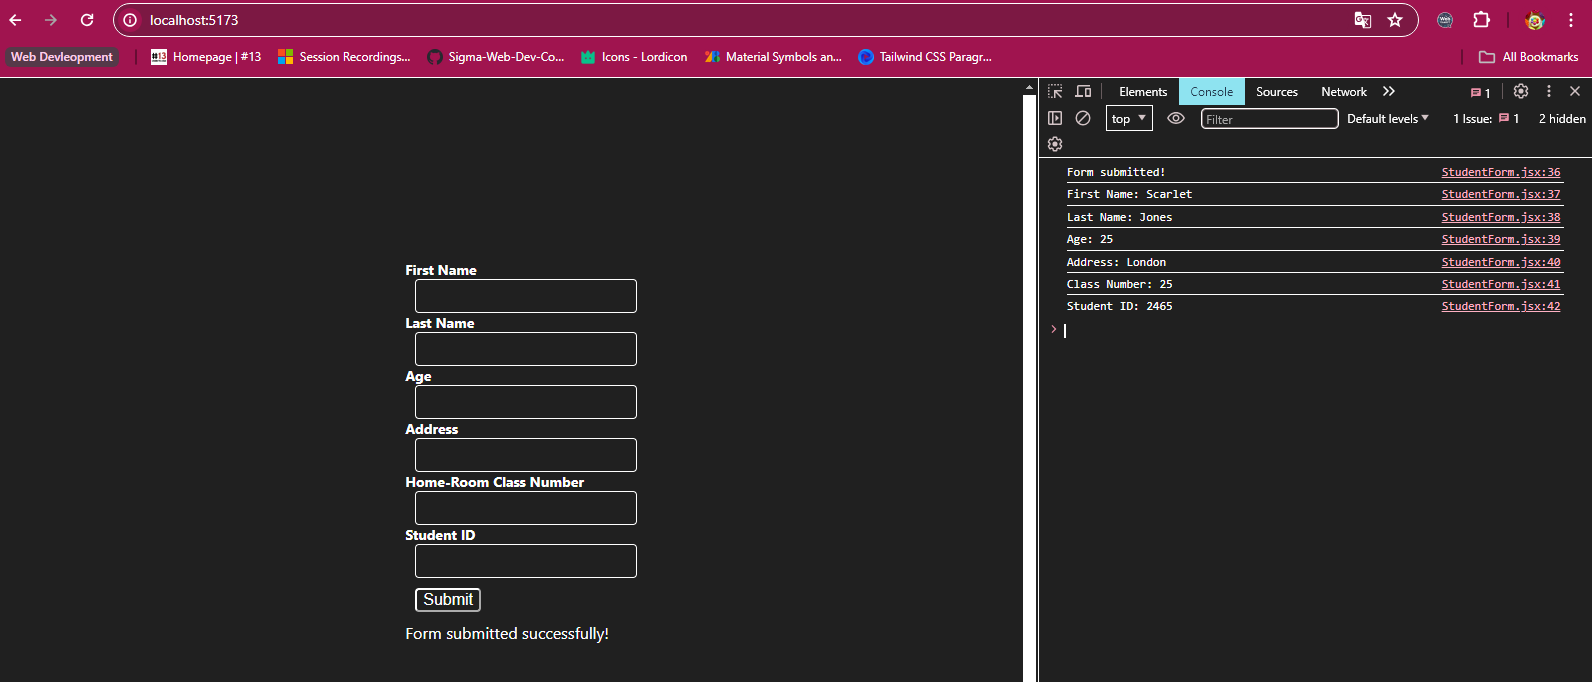 localhost:5173
Web Devleopment
Homepage | #13
Session Recordings...
Sigma-Web-Dev-Co...
Icons - Lordicon
Material Symbols an...
Tailwind CSS Paragr...
All Bookmarks
Elements
Console
Sources
Network
1
top
Filter
Default levels
1 Issue:
1
2 hidden
Form submitted! StudentForm.jsx:36
First Name: Scarlet StudentForm.jsx:37
Last Name: Jones StudentForm.jsx:38
Age: 25 StudentForm.jsx:39
Address: London StudentForm.jsx:40
Class Number: 25 StudentForm.jsx:41
Student ID: 2465 StudentForm.jsx:42
First Name
Last Name
Age
Address
Home-Room Class Number
Student ID
Submit
Form submitted successfully!